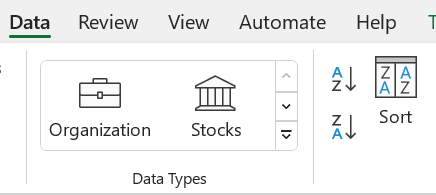 Data Review View Automate Help
Organization Stocks
Sort
Data Types